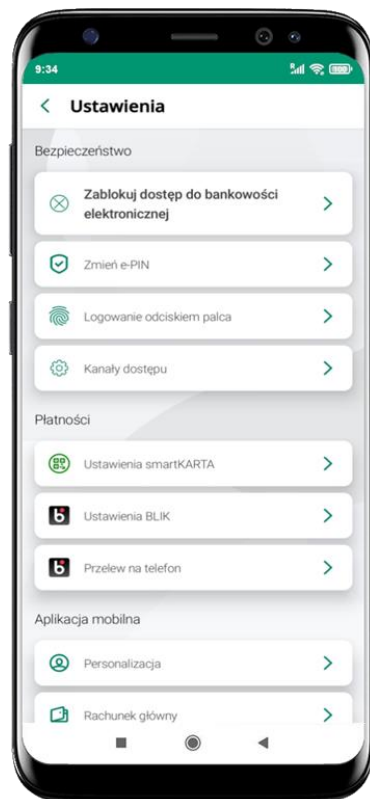 9:34
Ustawienia
Bezpieczeństwo
Zablokuj dostęp do bankowości
elektronicznej
Zmień e-PIN
Logowanie odciskiem palca
Kanały dostępu
Płatności
Ustawienia smartKARTA
Ustawienia BLIK
Przelew na telefon
Aplikacja mobilna
Personalizacja
Rachunek główny